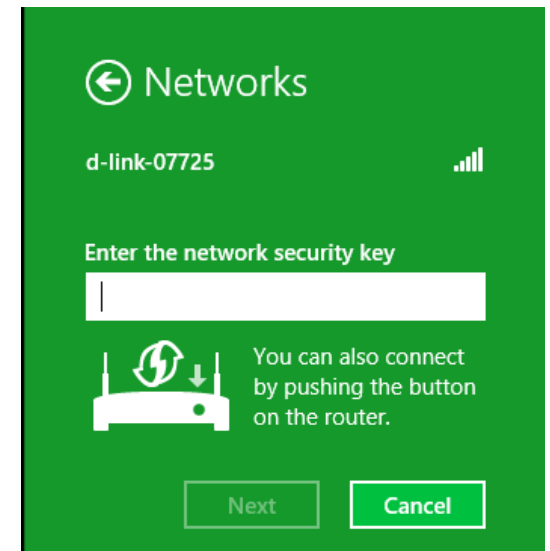 Networks
d-link-07725
Enter the network security key
You can also connect
by pushing the button
on the router.
Next
Cancel